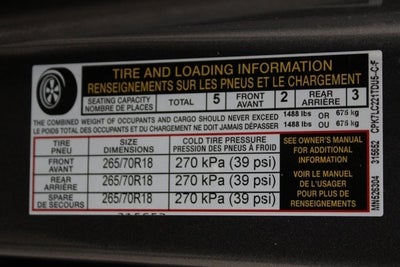 TIRE AND LOADING INFORMATION
RENSEIGNEMENTS SUR LES PNEUS ET LE CHARGEMENT
SEATING CAPACITY
NOMBRE DE PLACES
TOTAL 5
FRONT
AVANT 2
REAR
ARRIÈRE 3
THE COMBINED WEIGHT OF OCCUPANTS AND CARGO SHOULD NEVER EXCEED 1488 lbs OR 675 kg
LE POIDS TOTAL DES OCCUPANTS ET DU CHARGEMENT NE DOIT JAMAIS DÉPASSER 1488 lbs OU 675 kg
TIRE
PNEU
SIZE
DIMENSIONS
COLD TIRE PRESSURE
PRESSION DES PNEUS À FROID
FRONT
AVANT
265/70R18 270 kPa (39 psi)
REAR
ARRIÈRE
265/70R18 270 kPa (39 psi)
SPARE
DE SECOURS
265/70R18 270 kPa (39 psi)
SEE OWNER'S MANUAL
FOR ADDITIONAL
INFORMATION
VOIR LE MANUEL
DE L'USAGER
POUR PLUS DE
RENSEIGNEMENTS
315652
MN526304 315652 CPK7LC221TDU5-C-F